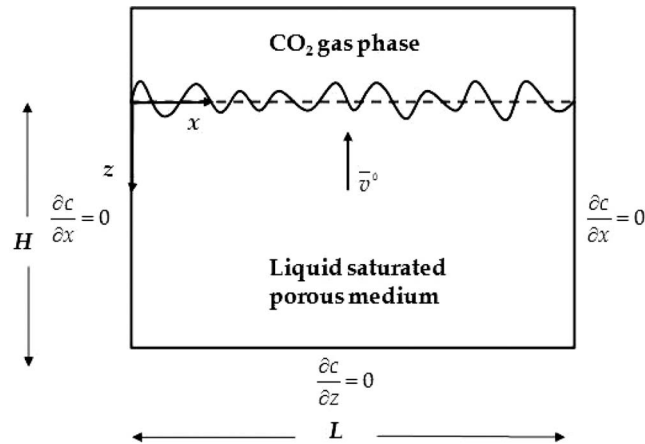 CO₂ gas phase
x
z
v̄°
∂c/∂x = 0
∂c/∂x = 0
H
Liquid saturated
porous medium
∂c/∂z = 0
L